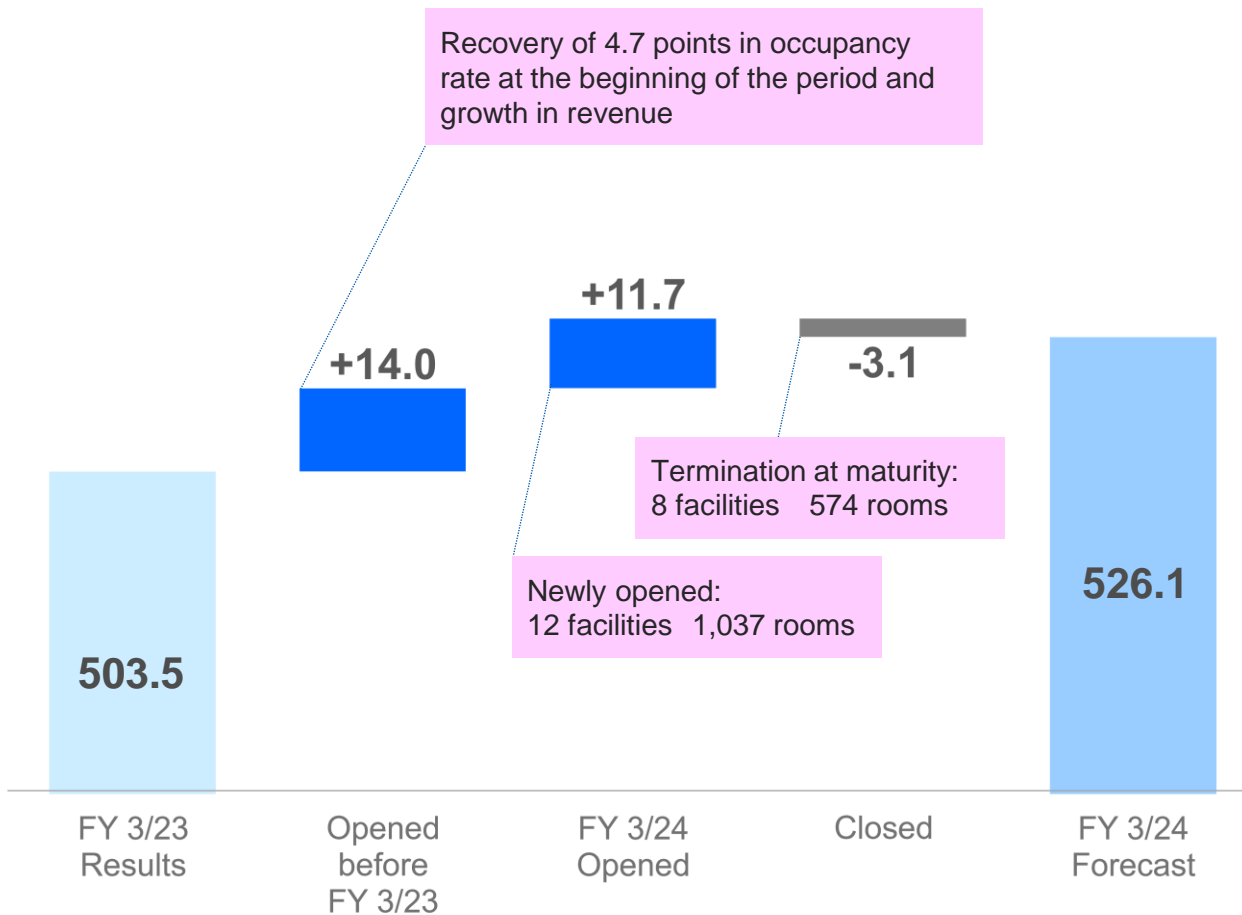 Recovery of 4.7 points in occupancy
rate at the beginning of the period and
growth in revenue
+11.7
+14.0
-3.1
Termination at maturity:
8 facilities 574 rooms
Newly opened:
12 facilities 1,037 rooms
526.1
503.5
FY 3/23
Results
Opened
before
FY 3/23
FY 3/24
Opened
Closed
FY 3/24
Forecast